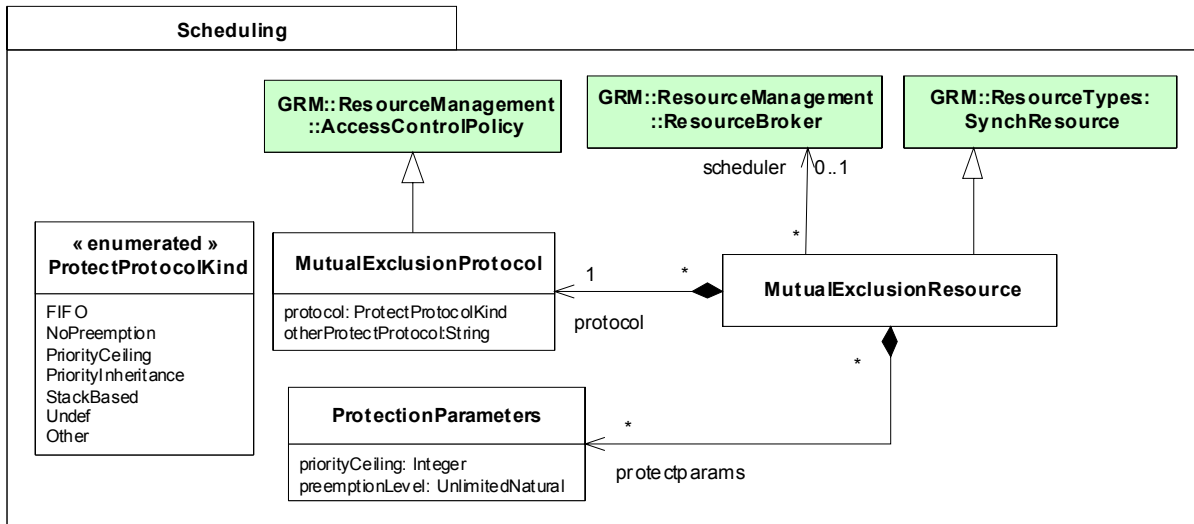 Scheduling
GRM::ResourceManagement
::AccessControlPolicy
GRM::ResourceManagement
::ResourceBroker
GRM::ResourceTypes::
SynchResource
scheduler
0..1
*
« enumerated »
ProtectProtocolKind
FIFO
NoPreemption
PriorityCeiling
PriorityInheritance
StackBased
Undef
Other
MutualExclusionProtocol
protocol: ProtectProtocolKind
otherProtectProtocol:String
1
*
protocol
MutualExclusionResource
*
ProtectionParameters
priorityCeiling: Integer
preemptionLevel: UnlimitedNatural
*
protectparams